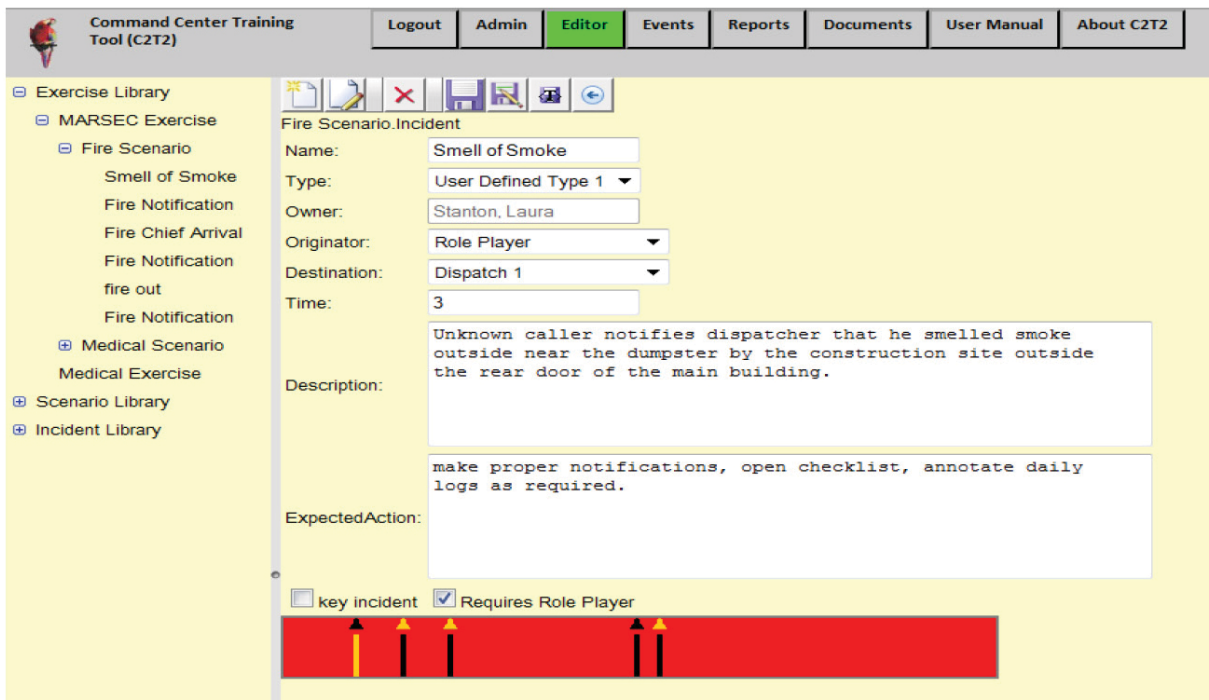 Command Center Training
Tool (C2T2)
Logout
Admin
Editor
Events
Reports
Documents
User Manual
About C2T2
Exercise Library
MARSEC Exercise
Fire Scenario
Smell of Smoke
Fire Notification
Fire Chief Arrival
Fire Notification
fire out
Fire Notification
Medical Scenario
Medical Exercise
Scenario Library
Incident Library
Fire Scenario.Incident
Name: Smell of Smoke
Type: User Defined Type 1
Owner: Stanton, Laura
Originator: Role Player
Destination: Dispatch 1
Time: 3
Description:
Unknown caller notifies dispatcher that he smelled smoke
outside near the dumpster by the construction site outside
the rear door of the main building.
ExpectedAction:
make proper notifications, open checklist, annotate daily
logs as required.
key incident
Requires Role Player